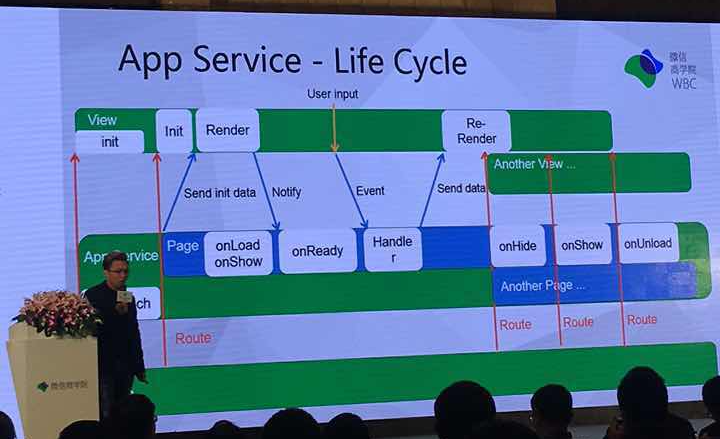 App Service - Life Cycle
微信
商学院
WBC
User input
View
init
Init
Render
Re-
Render
Another View ...
Send init data
Notify
Event
Send data
App Service
Page
onLoad
onShow
onReady
Handle
r
onHide
onShow
onUnload
Another Page ...
ch
Route
Route
Route
Route
微信商学院